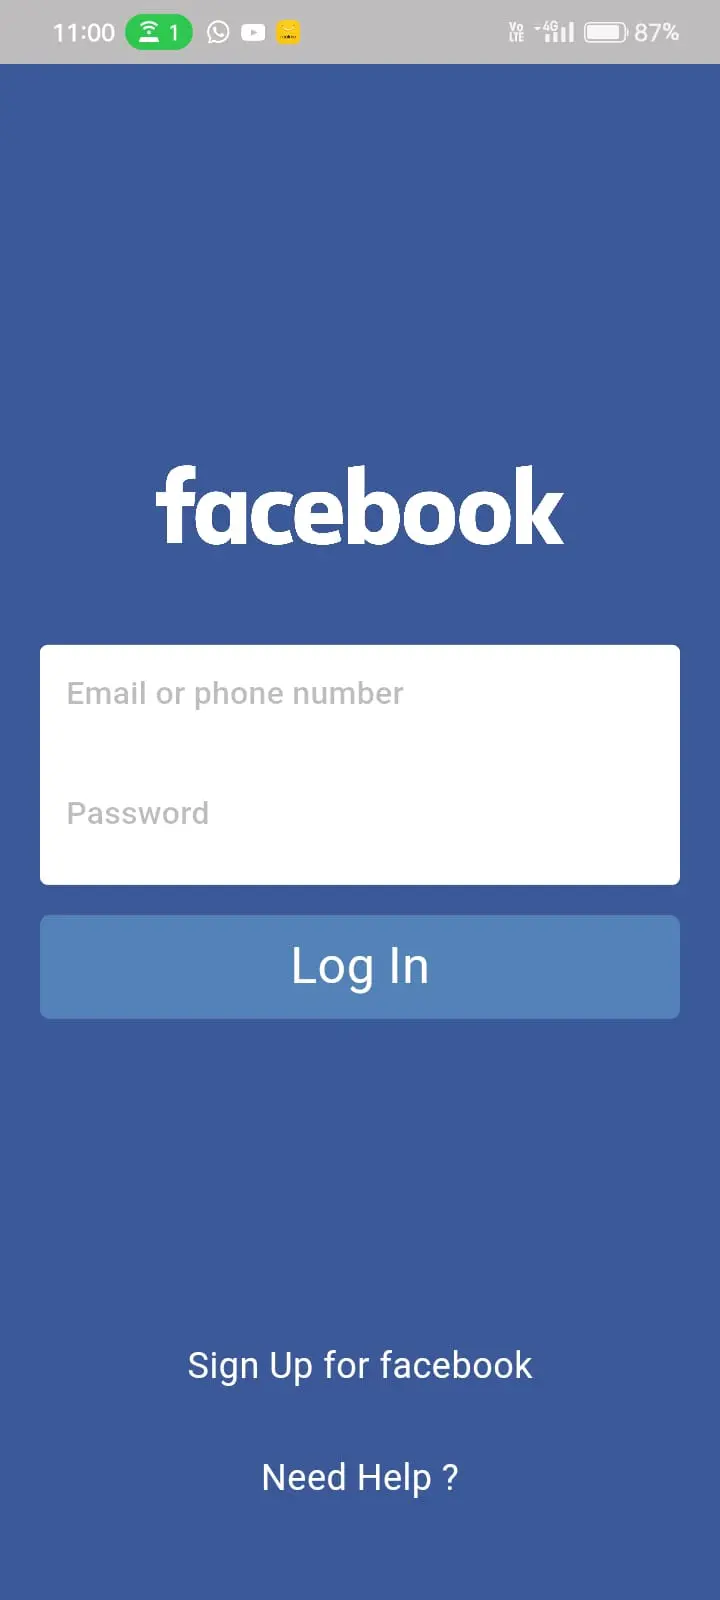 11:00 1 Vo LTE 4G 87%
facebook
Email or phone number
Password
Log In
Sign Up for facebook
Need Help ?